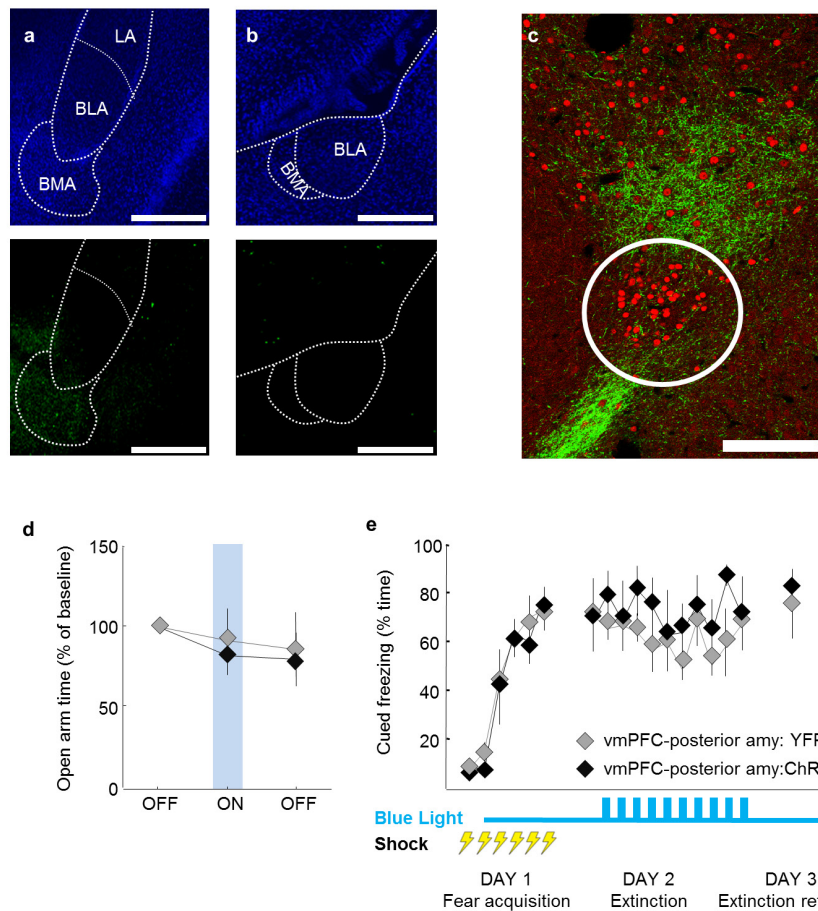 a
LA
BLA
BMA
b
BLA
BMA
c
d
Open arm time (% of baseline)
150
100
50
0
OFF
ON
OFF
e
Cued freezing (% time)
100
80
60
40
20
vmPFC-posterior amy: YFP
vmPFC-posterior amy:ChR
Blue Light
Shock
DAY 1
Fear acquisition
DAY 2
Extinction
DAY 3
Extinction ret